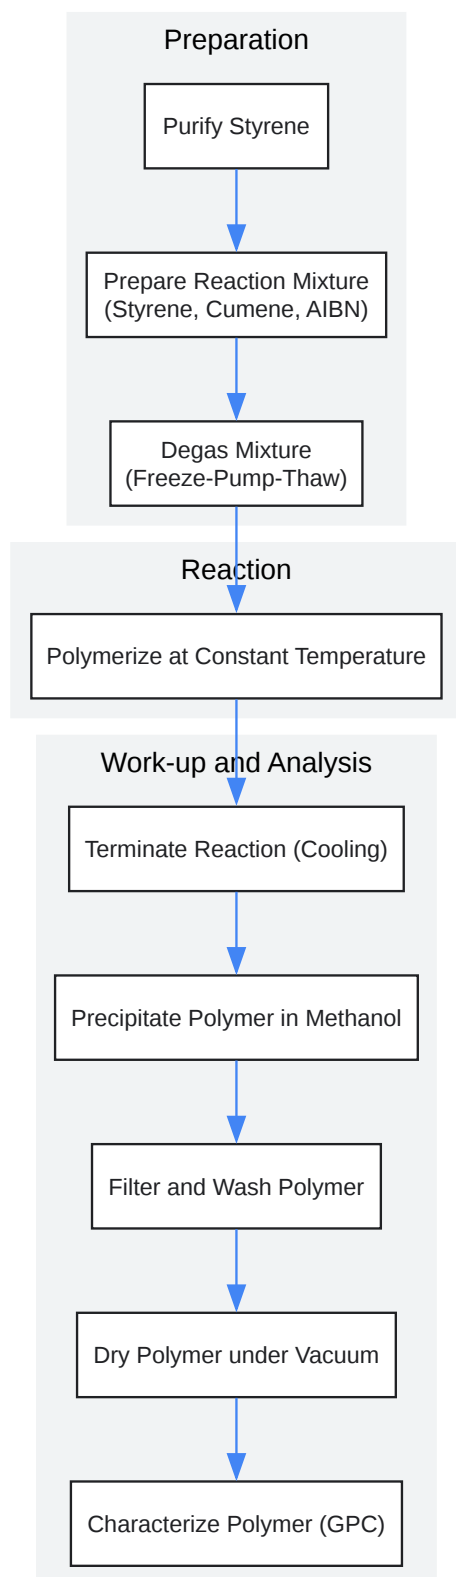 Preparation
Purify Styrene
Prepare Reaction Mixture
(Styrene, Cumene, AIBN)
Degas Mixture
(Freeze-Pump-Thaw)
Reaction
Polymerize at Constant Temperature
Work-up and Analysis
Terminate Reaction (Cooling)
Precipitate Polymer in Methanol
Filter and Wash Polymer
Dry Polymer under Vacuum
Characterize Polymer (GPC)